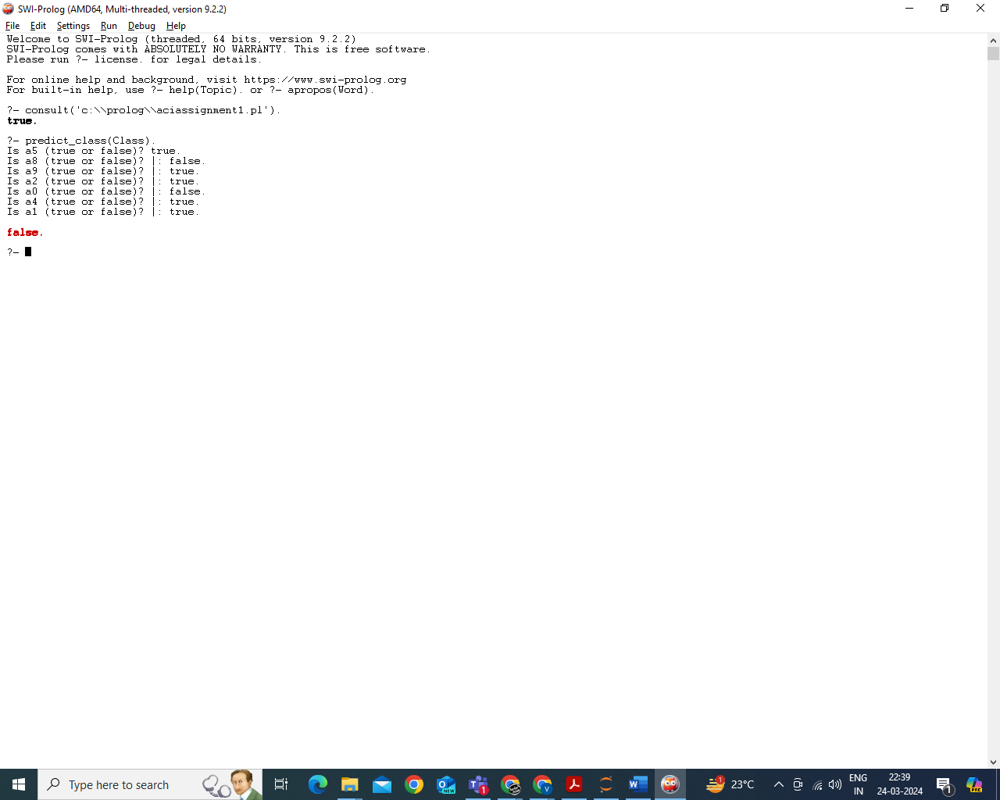 SWI-Prolog (AMD64, Multi-threaded, version 9.2.2)
File Edit Settings Run Debug Help
Welcome to SWI-Prolog (threaded, 64 bits, version 9.2.2)
SWI-Prolog comes with ABSOLUTELY NO WARRANTY. This is free software.
Please run ?- license. for legal details.
For online help and background, visit https://www.swi-prolog.org
For built-in help, use ?- help(Topic). or ?- apropos(Word).
?- consult('c:\\prolog\\aciassignment1.pl').
true.
?- predict_class(Class).
Is a5 (true or false)? true.
Is a8 (true or false)? |: false.
Is a9 (true or false)? |: true.
Is a2 (true or false)? |: true.
Is a0 (true or false)? |: false.
Is a4 (true or false)? |: true.
Is a1 (true or false)? |: true.
false.
?-
Type here to search
NEW
1
1
23°C
ENG
IN
22:39
24-03-2024
1
PRE